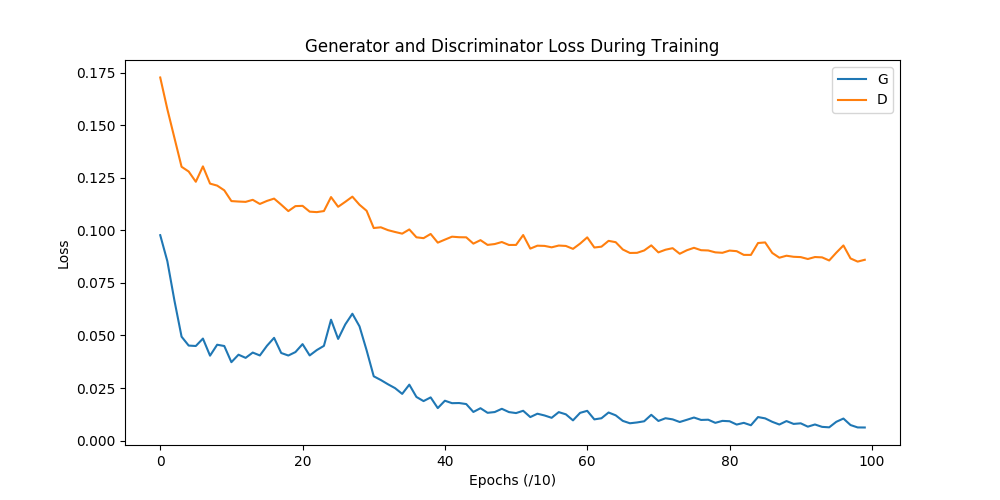 Generator and Discriminator Loss During Training
G
D
Loss
0.175
0.150
0.125
0.100
0.075
0.050
0.025
0.000
0 20 40 60 80 100
Epochs (/10)